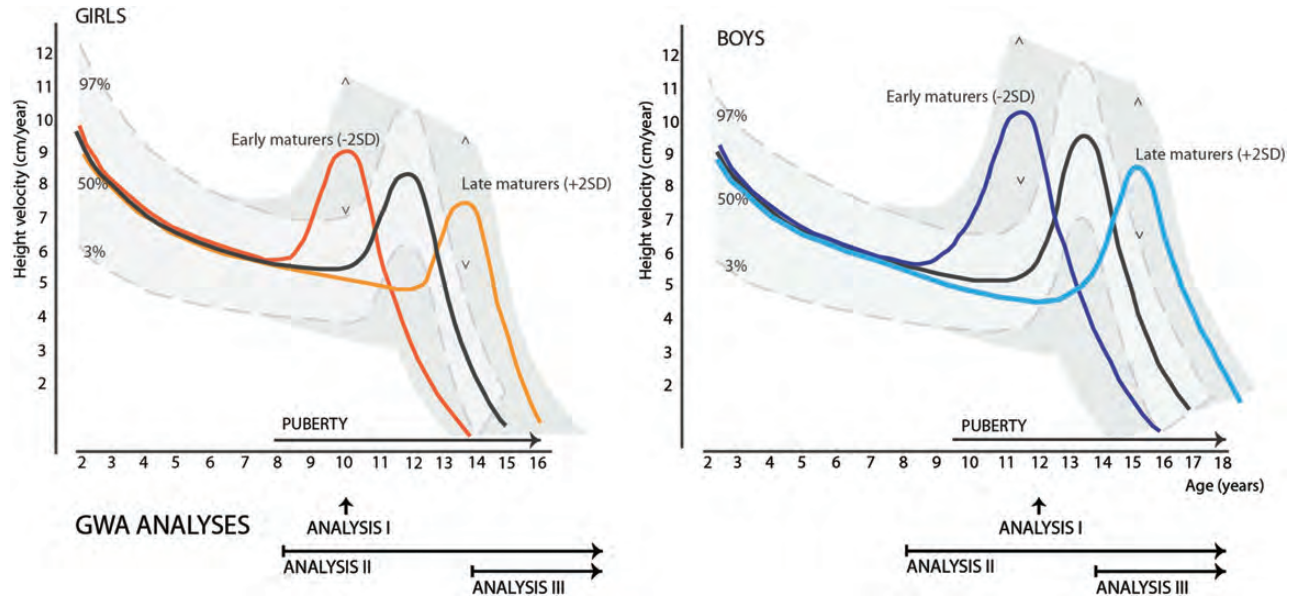 GIRLS
Height velocity (cm/year)
12
11
10
9
8
7
6
5
4
3
2
97%
50%
3%
Early maturers (-2SD)
Late maturers (+2SD)
PUBERTY
2 3 4 5 6 7 8 9 10 11 12 13 14 15 16
BOYS
Height velocity (cm/year)
12
11
10
9
8
7
6
5
4
3
2
97%
50%
3%
Early maturers (-2SD)
Late maturers (+2SD)
PUBERTY
2 3 4 5 6 7 8 9 10 11 12 13 14 15 16 17 18
Age (years)
GWA ANALYSES
ANALYSIS I
ANALYSIS II
ANALYSIS III
ANALYSIS I
ANALYSIS II
ANALYSIS III